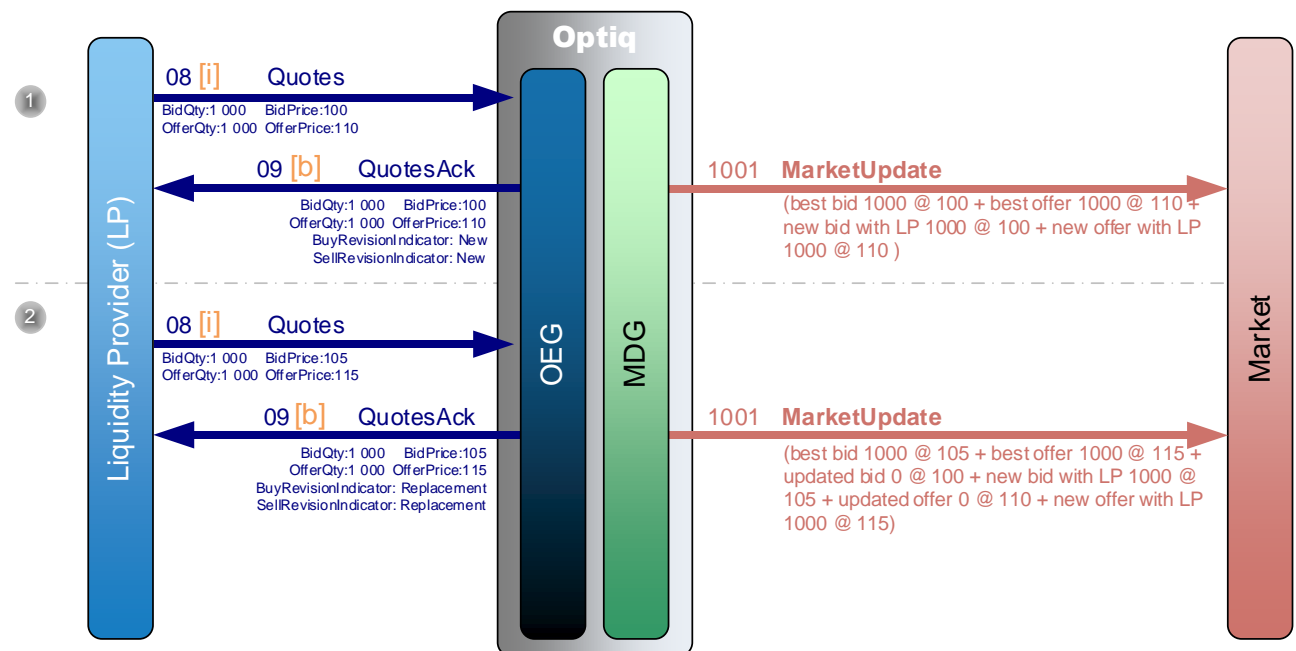 Optiq
1
08 [i] Quotes
BidQty:1 000 BidPrice:100
OfferQty:1 000 OfferPrice:110
09 [b] QuotesAck
BidQty:1 000 BidPrice:100
OfferQty:1 000 OfferPrice:110
BuyRevisionIndicator: New
SellRevisionIndicator: New
1001 MarketUpdate
(best bid 1000 @ 100 + best offer 1000 @ 110 +
new bid with LP 1000 @ 100 + new offer with LP
1000 @ 110 )
2
08 [i] Quotes
BidQty:1 000 BidPrice:105
OfferQty:1 000 OfferPrice:115
09 [b] QuotesAck
BidQty:1 000 BidPrice:105
OfferQty:1 000 OfferPrice:115
BuyRevisionIndicator: Replacement
SellRevisionIndicator: Replacement
1001 MarketUpdate
(best bid 1000 @ 105 + best offer 1000 @ 115 +
updated bid 0 @ 100 + new bid with LP 1000 @
105 + updated offer 0 @ 110 + new offer with LP
1000 @ 115)
Liquidity Provider (LP)
OEG
MDG
Market